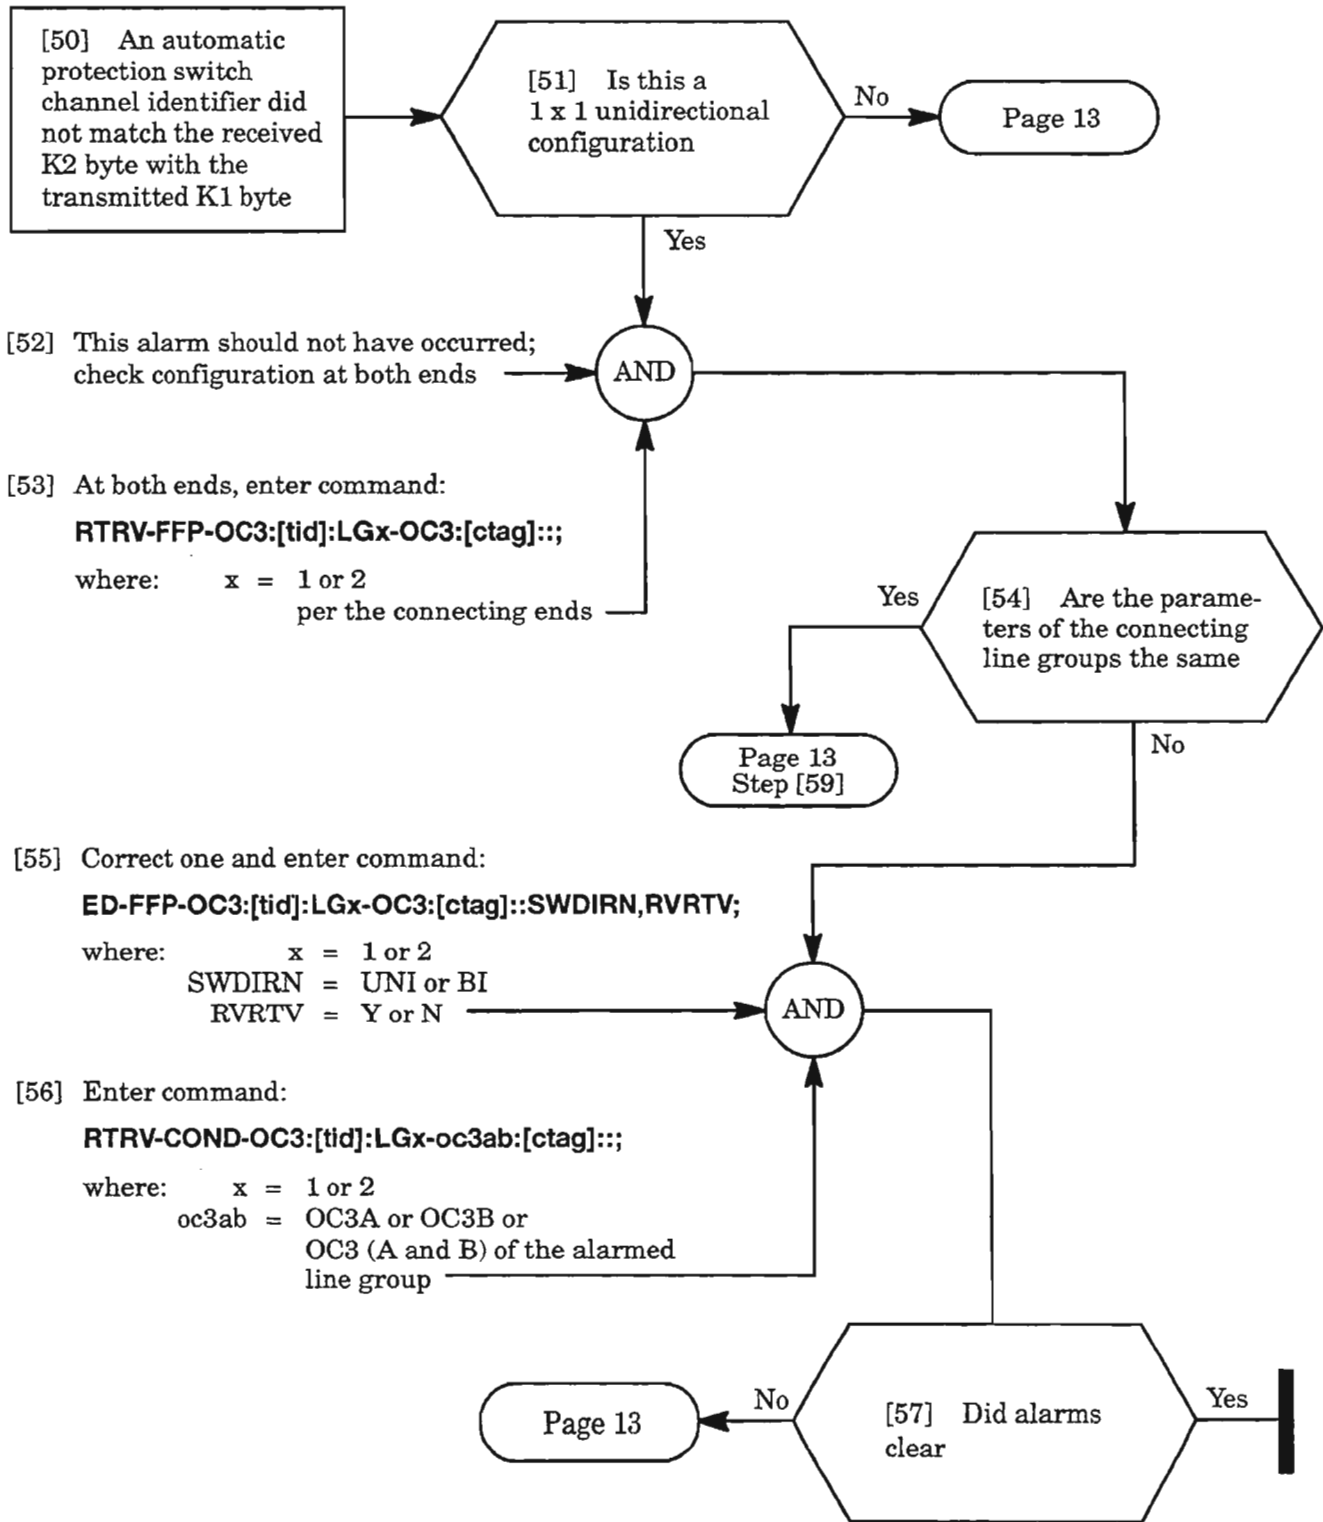 [50] An automatic
protection switch
channel identifier did
not match the received
K2 byte with the
transmitted K1 byte
[51] Is this a
1 x 1 unidirectional
configuration
No
Page 13
Yes
[52] This alarm should not have occurred;
check configuration at both ends
AND
[53] At both ends, enter command:
RTRV-FFP-OC3:[tid]:LGx-OC3:[ctag]::;
where: x = 1 or 2
per the connecting ends
Yes
[54] Are the parame-
ters of the connecting
line groups the same
No
Page 13
Step [59]
[55] Correct one and enter command:
ED-FFP-OC3:[tid]:LGx-OC3:[ctag]::SWDIRN,RVRTV;
where: x = 1 or 2
SWDIRN = UNI or BI
RVRTV = Y or N
AND
[56] Enter command:
RTRV-COND-OC3:[tid]:LGx-oc3ab:[ctag]::;
where: x = 1 or 2
oc3ab = OC3A or OC3B or
OC3 (A and B) of the alarmed
line group
Page 13
No
[57] Did alarms
clear
Yes